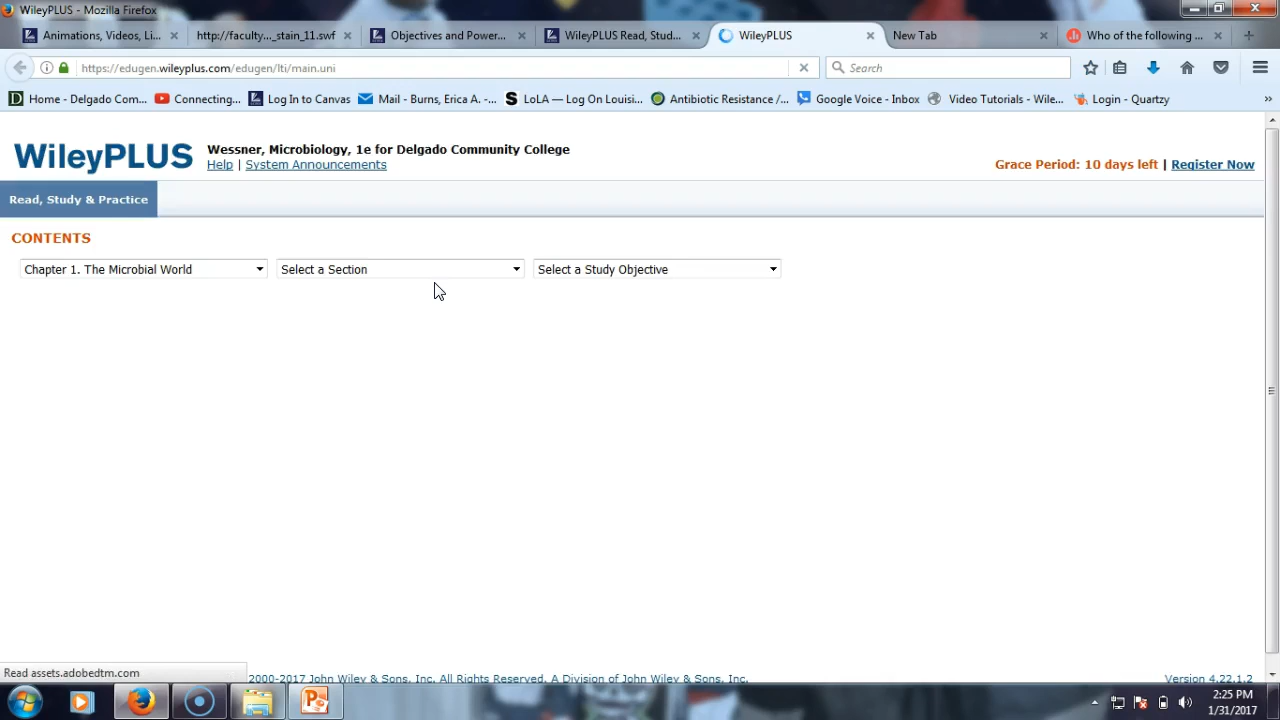 WileyPLUS - Mozilla Firefox
Animations, Videos, Li...
http://faculty..._stain_11.swf
Objectives and Power...
WileyPLUS Read, Stud...
WileyPLUS
New Tab
Who of the following ...
https://edugen.wileyplus.com/edugen/lti/main.uni
Search
Home - Delgado Com...
Connecting...
Log In to Canvas
Mail - Burns, Erica A. -...
LoLA — Log On Louisi...
Antibiotic Resistance /...
Google Voice - Inbox
Video Tutorials - Wile...
Login - Quartzy
WileyPLUS
Wessner, Microbiology, 1e for Delgado Community College
Help | System Announcements
Grace Period: 10 days left | Register Now
Read, Study & Practice
CONTENTS
Chapter 1. The Microbial World
Select a Section
Select a Study Objective
Read assets.adobedtm.com
2000-2017 John Wiley & Sons, Inc. All Rights Reserved. A Division of John Wiley & Sons, Inc.
Version 4.22.1.2
2:25 PM
1/31/2017